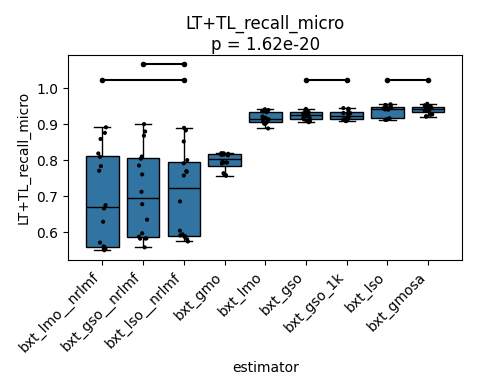 LT+TL_recall_micro
p = 1.62e-20
LT+TL_recall_micro
1.0
0.9
0.8
0.7
0.6
bxt_lmo__nrlmf
bxt_gso__nrlmf
bxt_lso__nrlmf
bxt_gmo
bxt_lmo
bxt_gso
bxt_gso_1k
bxt_lso
bxt_gmosa
estimator